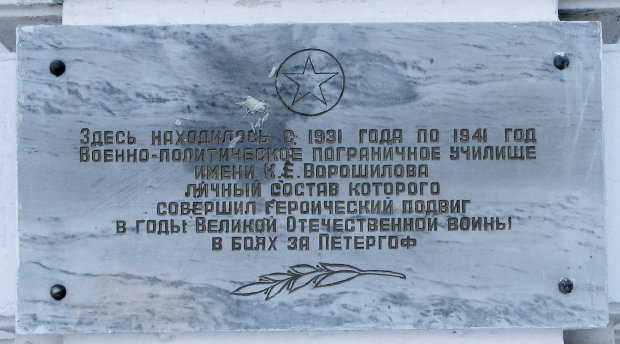 Здесь находилось с 1931 года по 1941 год
Военно-политическое пограничное училище
имени К.Е.Ворошилова
личный состав которого
совершил героический подвиг
в годы Великой Отечественной войны
в боях за Петергоф